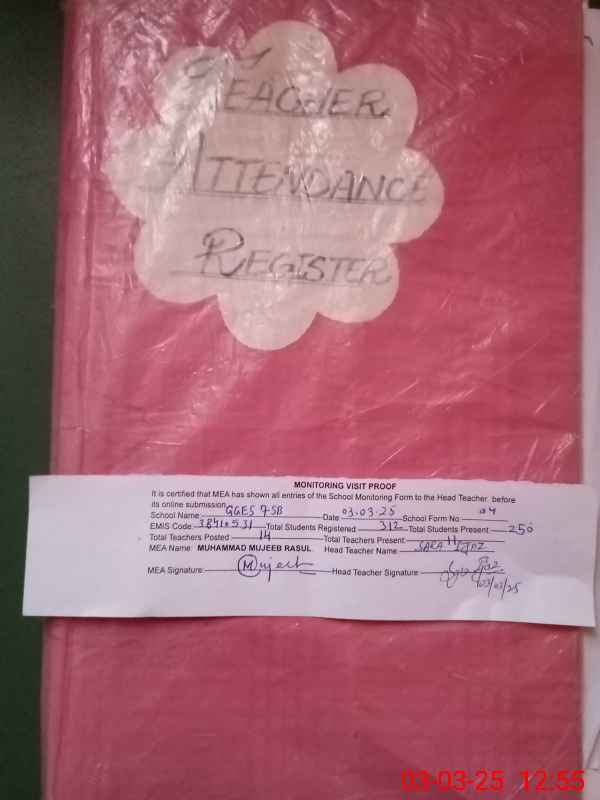 TEACHER
ATTENDANCE
REGISTER
MONITORING VISIT PROOF
It is certified that MEA has shown all entries of the School Monitoring Form to the Head Teacher before
its online submission
School Name: GGES 7 SB Date 03.03.25 School Form No 04
EMIS Code: 38410531 Total Students Registered 312 Total Students Present 250
Total Teachers Posted 14 Total Teachers Present 11
MEA Name: MUHAMMAD MUJEEB RASUL Head Teacher Name SARA IJAZ
MEA Signature: Mujeeb Head Teacher Signature
03/03/25
03-03-25 12:55